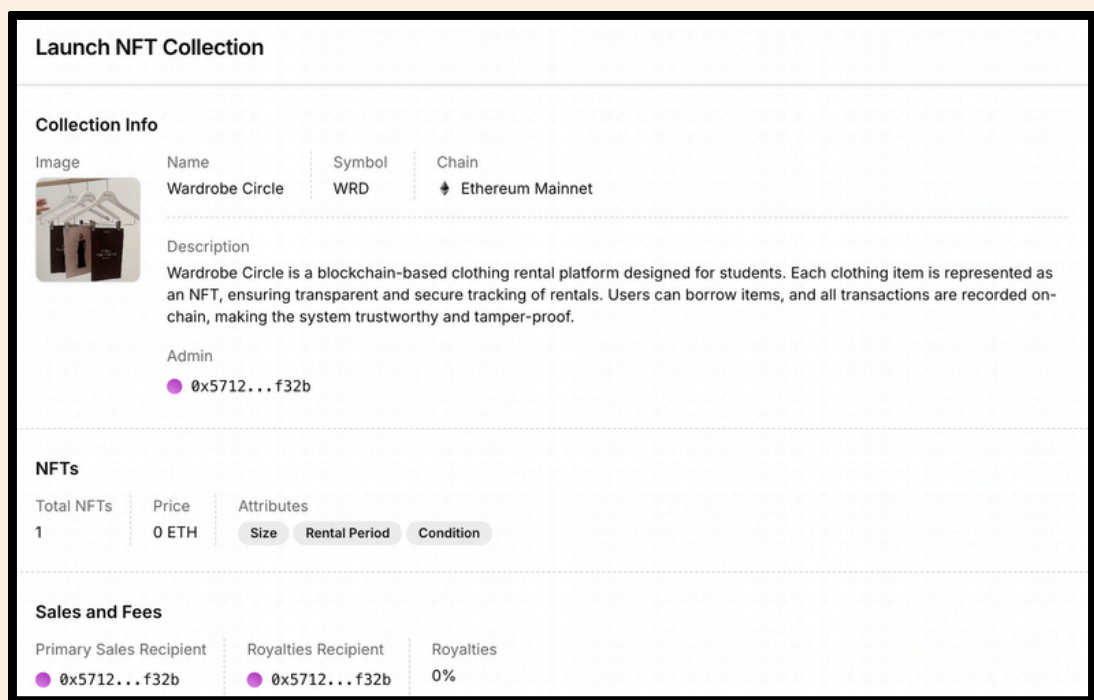 Launch NFT Collection
Collection Info
Image
Name
Symbol
Chain
Wardrobe Circle
WRD
Ethereum Mainnet
Description
Wardrobe Circle is a blockchain-based clothing rental platform designed for students. Each clothing item is represented as
an NFT, ensuring transparent and secure tracking of rentals. Users can borrow items, and all transactions are recorded on-
chain, making the system trustworthy and tamper-proof.
Admin
0x5712...f32b
NFTs
Total NFTs
Price
Attributes
1
0 ETH
Size
Rental Period
Condition
Sales and Fees
Primary Sales Recipient
Royalties Recipient
Royalties
0x5712...f32b
0x5712...f32b
0%